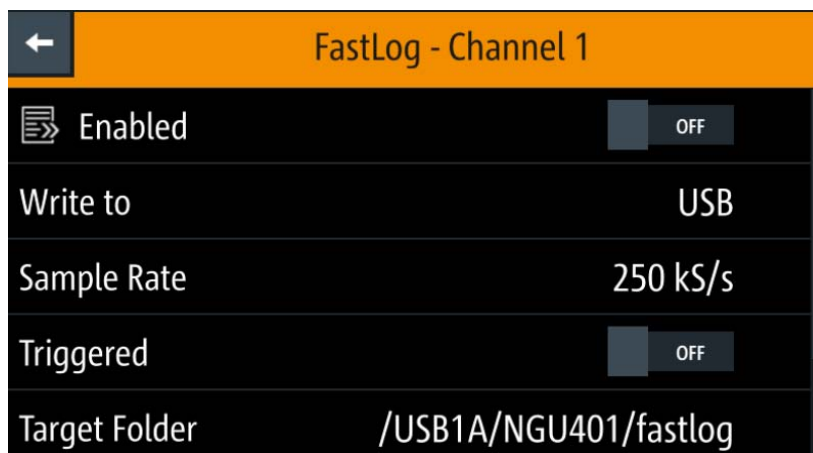 FastLog - Channel 1
Enabled OFF
Write to USB
Sample Rate 250 kS/s
Triggered OFF
Target Folder /USB1A/NGU401/fastlog